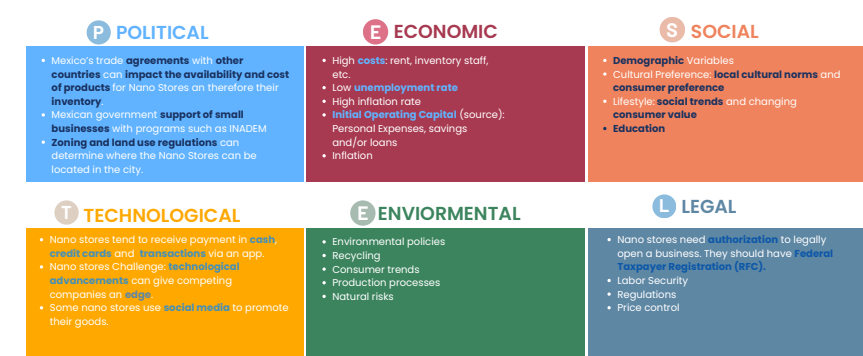 P POLITICAL
• Mexico's trade agreements with other
countries can impact the availability and cost
of products for Nano Stores an therefore their
inventory.
• Mexican government support of small
businesses with programs such as INADEM
• Zoning and land use regulations can
determine where the Nano Stores can be
located in the city.
E ECONOMIC
• High costs: rent, inventory staff,
etc.
• Low unemployment rate
• High inflation rate
• Initial Operating Capital (source):
Personal Expenses, savings
and/or loans
• Inflation
S SOCIAL
• Demographic Variables
• Cultural Preference: local cultural norms and
consumer preference
• Lifestyle: social trends and changing
consumer value
• Education
T TECHNOLOGICAL
• Nano stores tend to receive payment in cash,
credit cards and transactions via an app.
• Nano stores Challenge: technological
advancements can give competing
companies an edge.
• Some nano stores use social media to promote
their goods.
E ENVIORMENTAL
• Environmental policies
• Recycling
• Consumer trends
• Production processes
• Natural risks
L LEGAL
• Nano stores need authorization to legally
open a business. They should have Federal
Taxpayer Registration (RFC).
• Labor Security
• Regulations
• Price control